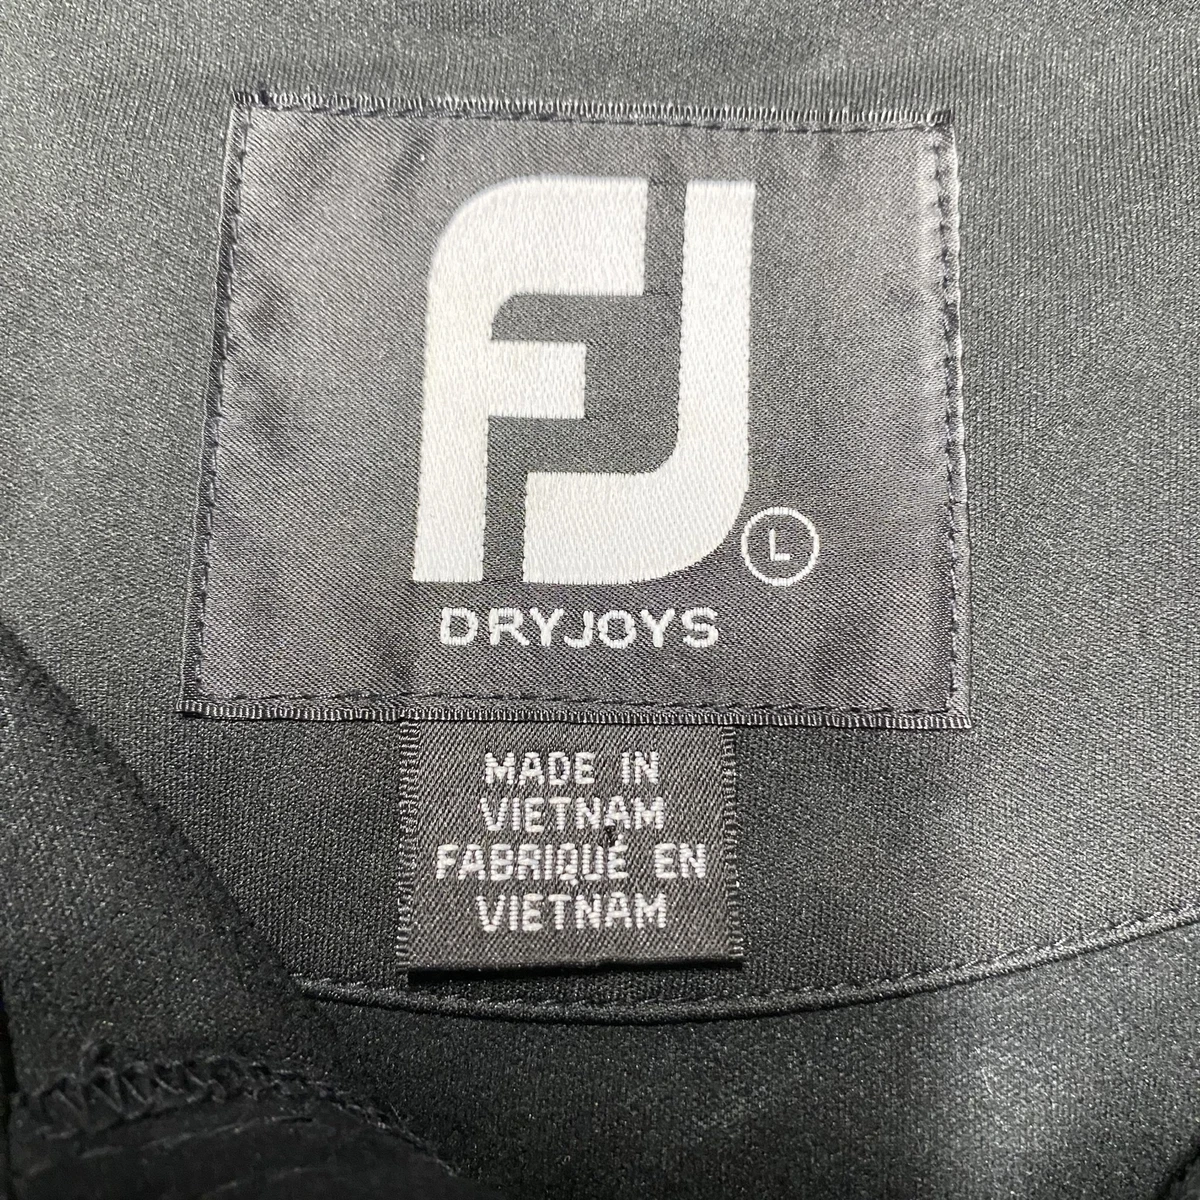 FJ
L
DRYJOYS
MADE IN
VIETNAM
FABRIQUÉ EN
VIETNAM